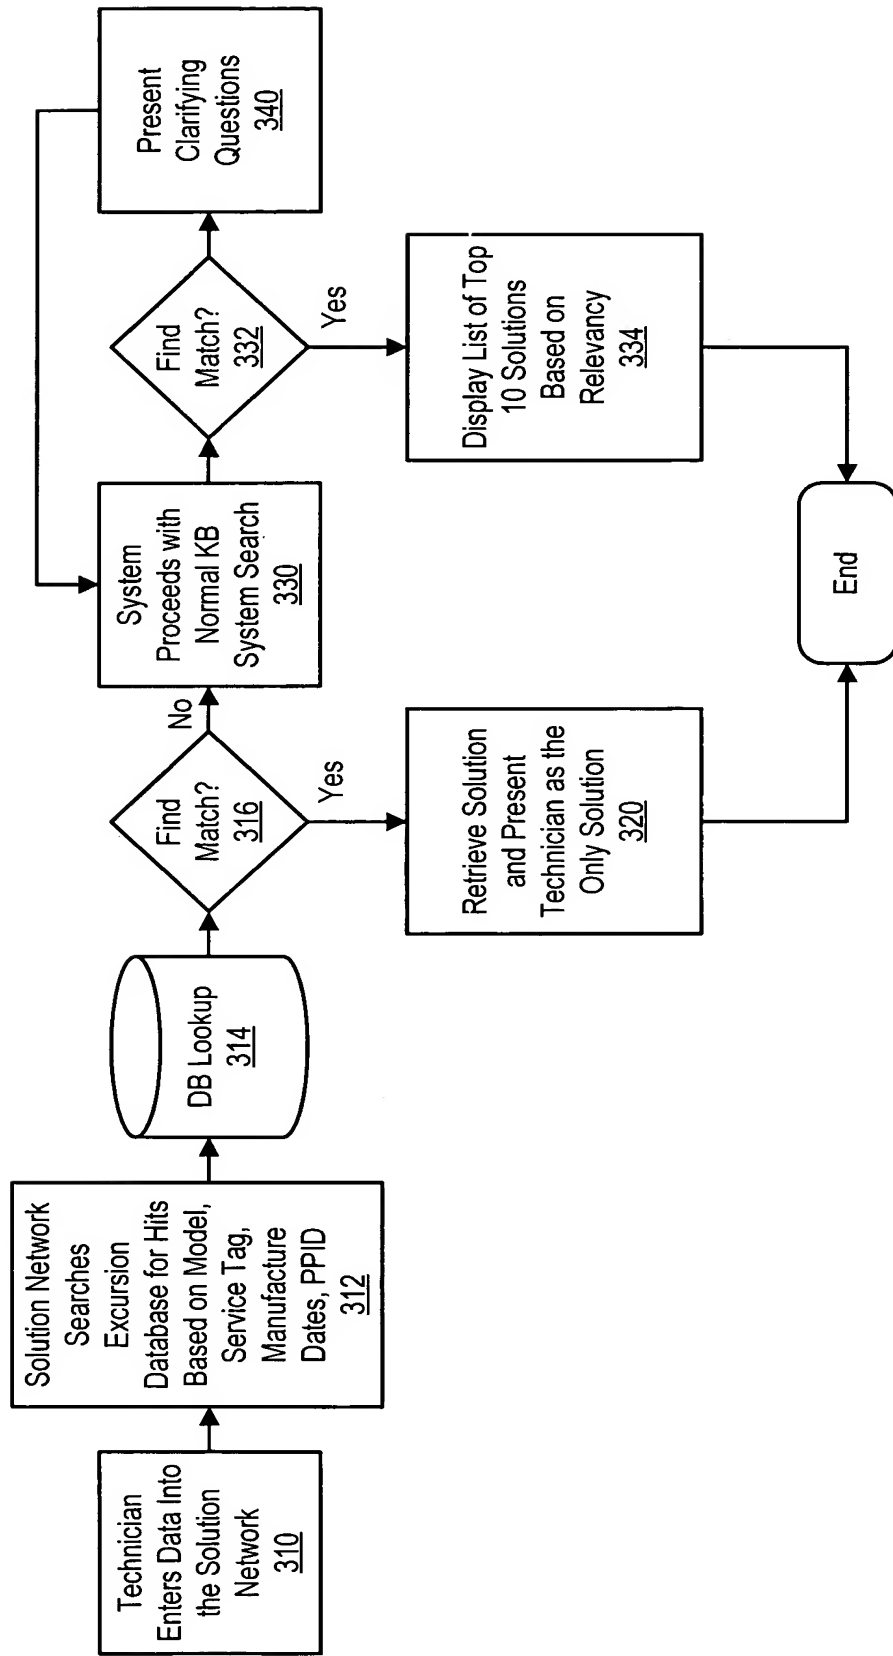 Technician
Enters Data Into
the Solution
Network
310
Solution Network
Searches
Excursion
Database for Hits
Based on Model,
Service Tag,
Manufacture
Dates, PPID
312
DB Lookup
314
Find
Match?
316
No
Yes
Retrieve Solution
and Present
Technician as the
Only Solution
320
System
Proceeds with
Normal KB
System Search
330
Find
Match?
332
Yes
Display List of Top
10 Solutions
Based on
Relevancy
334
Present
Clarifying
Questions
340
End